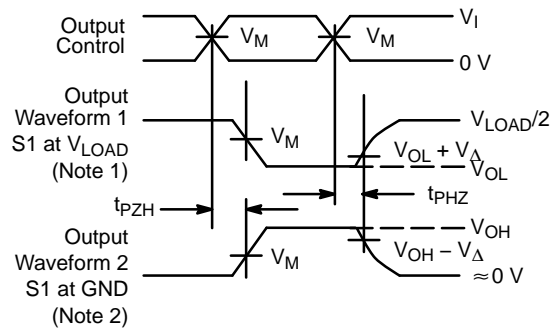 Output
Control
V_M
V_M
V_I
0 V
Output
Waveform 1
S1 at V_LOAD
(Note 1)
V_M
V_LOAD/2
V_OL + V_Δ
V_OL
t_PZH
t_PHZ
Output
Waveform 2
S1 at GND
(Note 2)
V_M
V_OH
V_OH – V_Δ
≈0 V